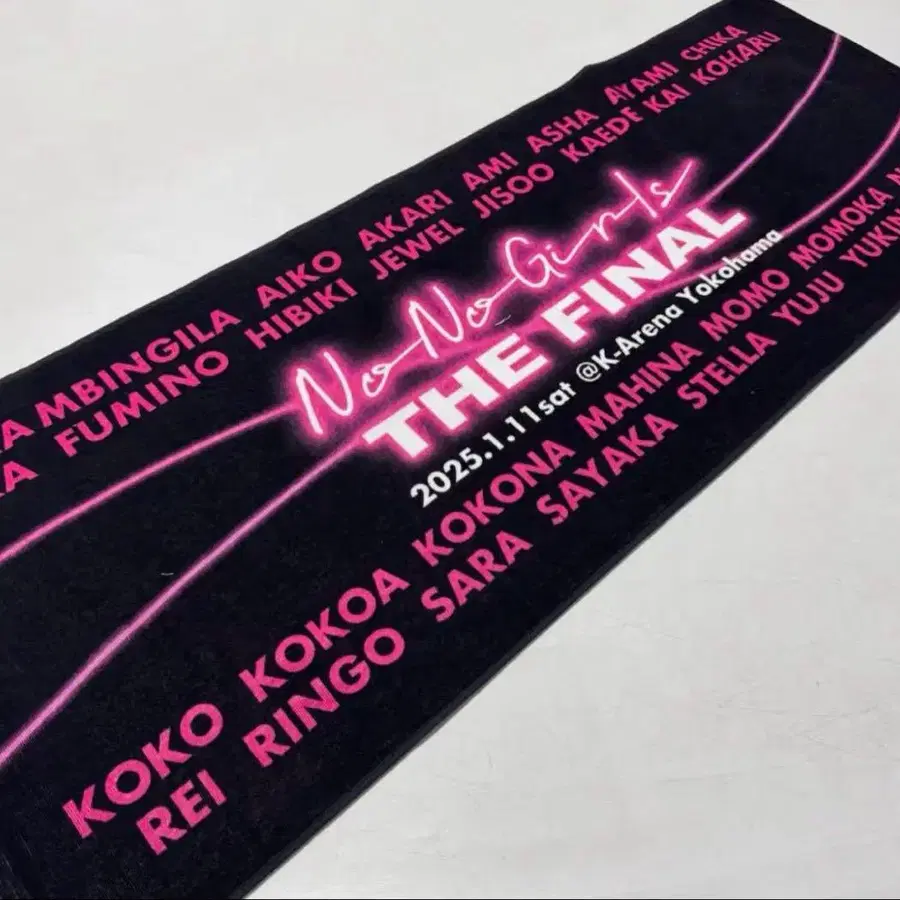 MBINGILA AIKO AKARI AMI ASHA AYAMI CHIKA
FUMINO HIBIKI JEWEL JISOO KAEDE KAI KOHARU
No No Girls
THE FINAL
2025.1.11sat @K-Arena Yokohama
KOKO KOKOA KOKONA MAHINA MOMO MOMOKA
REI RINGO SARA SAYAKA STELLA YUJU